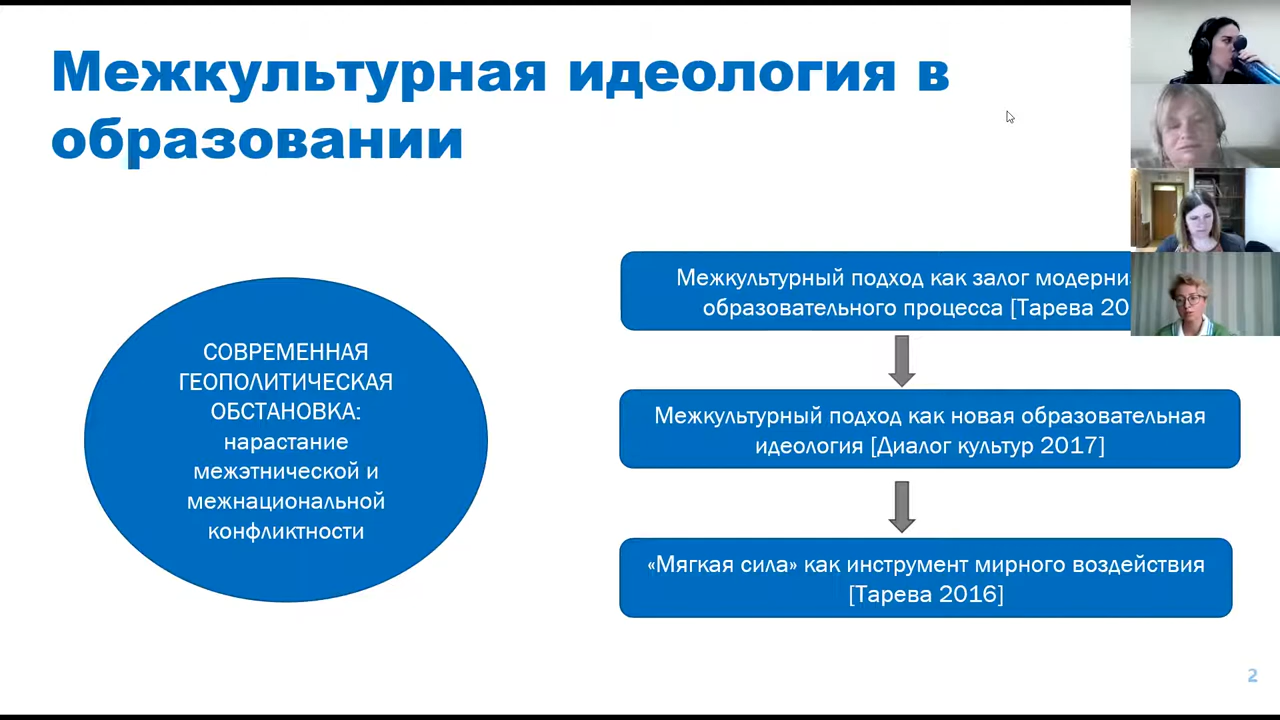 Межкультурная идеология в
образовании
СОВРЕМЕННАЯ
ГЕОПОЛИТИЧЕСКАЯ
ОБСТАНОВКА:
нарастание
межэтнической и
межнациональной
конфликтности
Межкультурный подход как залог
образовательного процесса [Тарева
Межкультурный подход как новая образовательная
идеология [Диалог культур 2017]
«Мягкая сила» как инструмент мирного воздействия
[Тарева 2016]
2